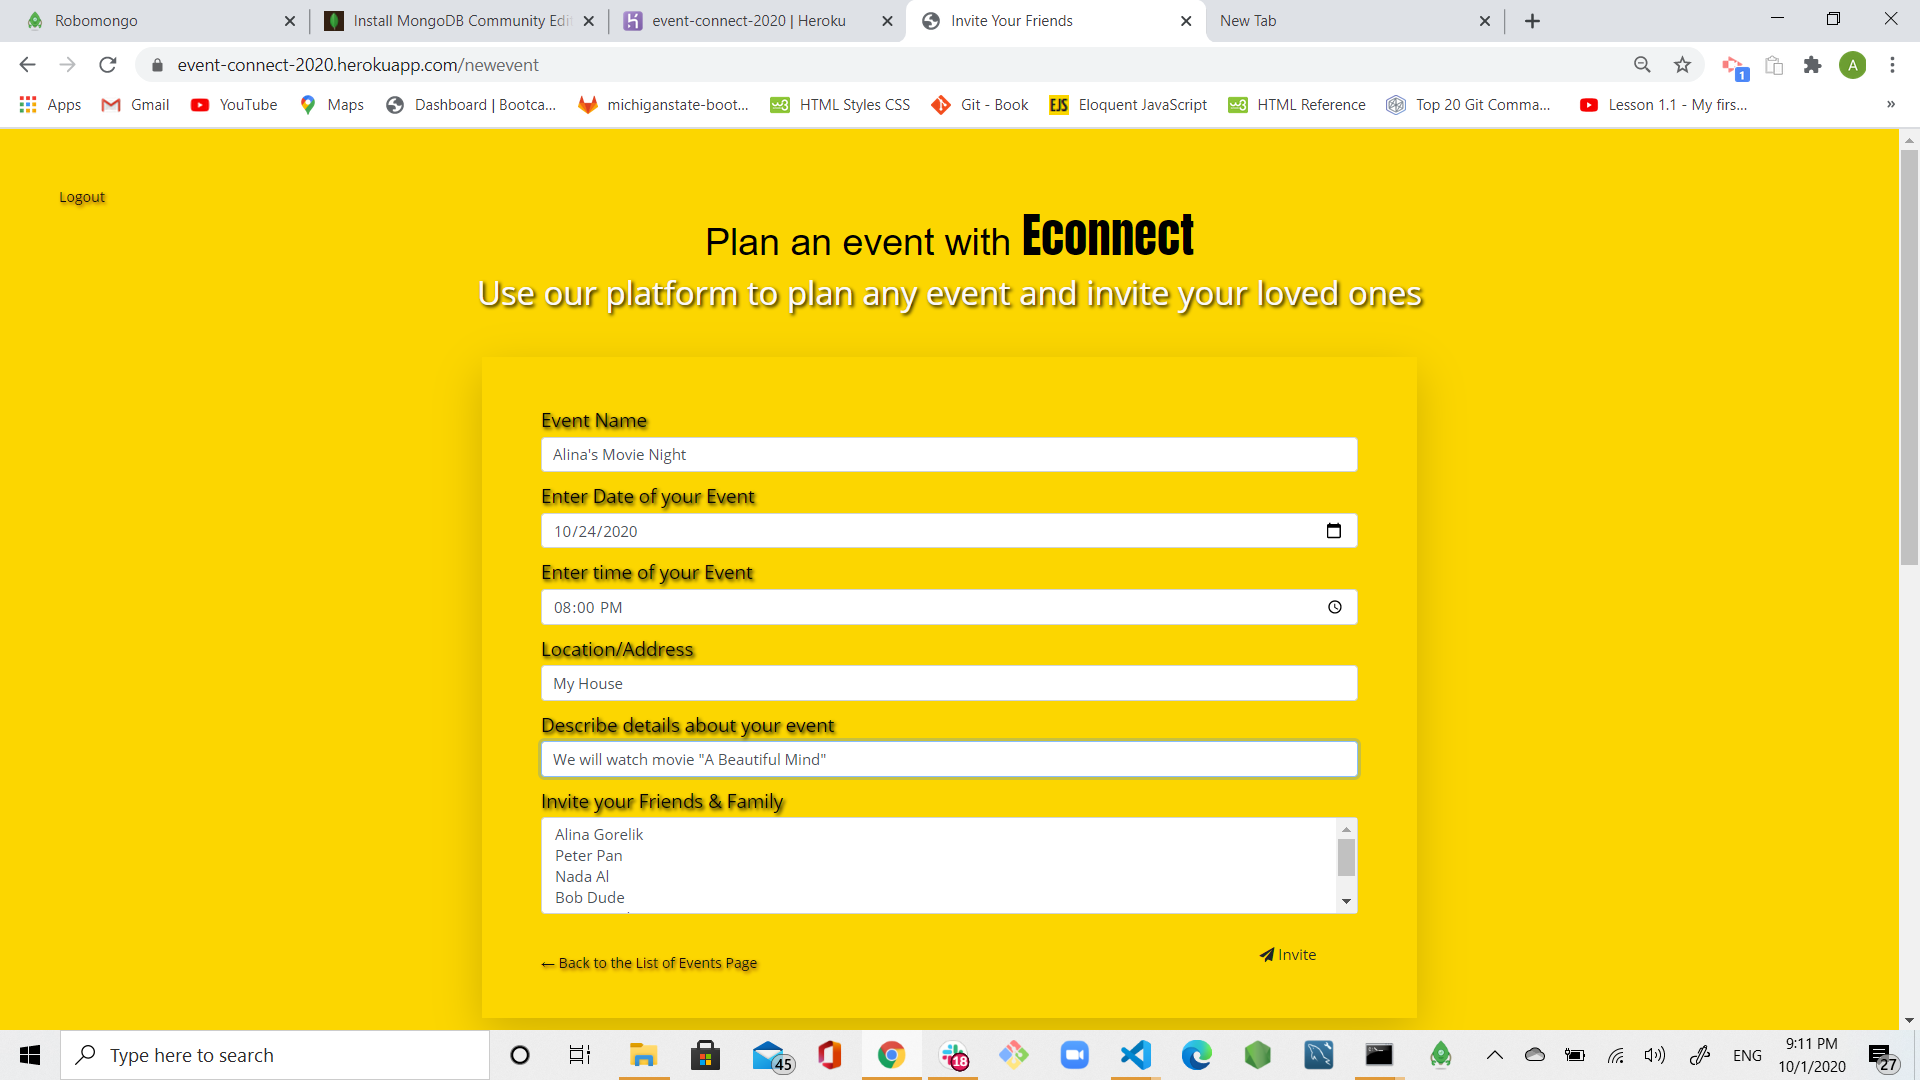 Robomongo
Install MongoDB Community Edi
event-connect-2020 | Heroku
Invite Your Friends
New Tab
event-connect-2020.herokuapp.com/newevent
1
A
Apps
Gmail
YouTube
Maps
Dashboard | Bootca...
michiganstate-boot...
HTML Styles CSS
Git - Book
EJS
Eloquent JavaScript
HTML Reference
Top 20 Git Comma...
Lesson 1.1 - My firs...
»
Logout
Plan an event with Econnect
Use our platform to plan any event and invite your loved ones
Event Name
Alina's Movie Night
Enter Date of your Event
10/24/2020
Enter time of your Event
08:00 PM
Location/Address
My House
Describe details about your event
We will watch movie "A Beautiful Mind"
Invite your Friends & Family
Alina Gorelik
Peter Pan
Nada Al
Bob Dude
← Back to the List of Events Page
Invite
Type here to search
45
18
ENG
9:11 PM
10/1/2020
27